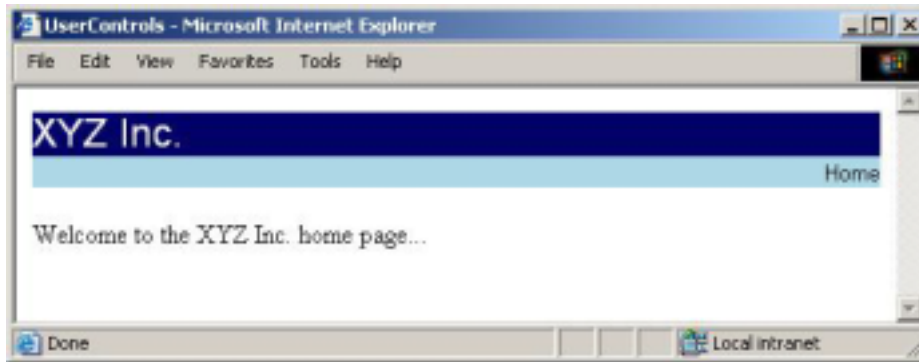 UserControls - Microsoft Internet Explorer
File Edit View Favorites Tools Help
XYZ Inc.
Home
Welcome to the XYZ Inc. home page...
Done Local intranet